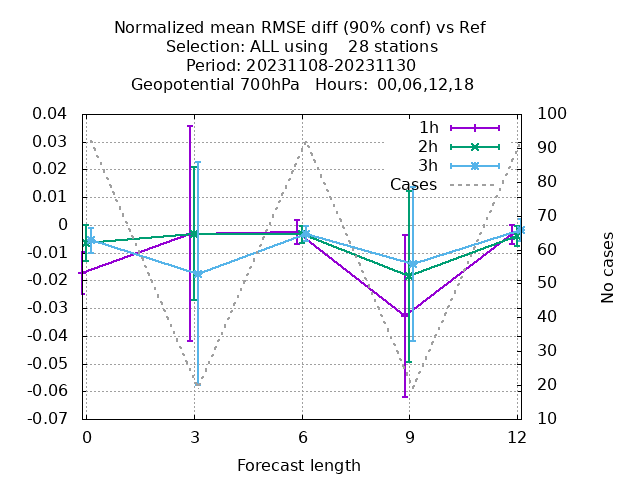 Normalized mean RMSE diff (90% conf) vs Ref
Selection: ALL using    28 stations
Period: 20231108-20231130
Geopotential 700hPa   Hours:  00,06,12,18
0.04
0.03
0.02
0.01
0
-0.01
-0.02
-0.03
-0.04
-0.05
-0.06
-0.07
1h
2h
3h
Cases
100
90
80
70
60
50
40
30
20
10
No cases
0 3 6 9 12
Forecast length